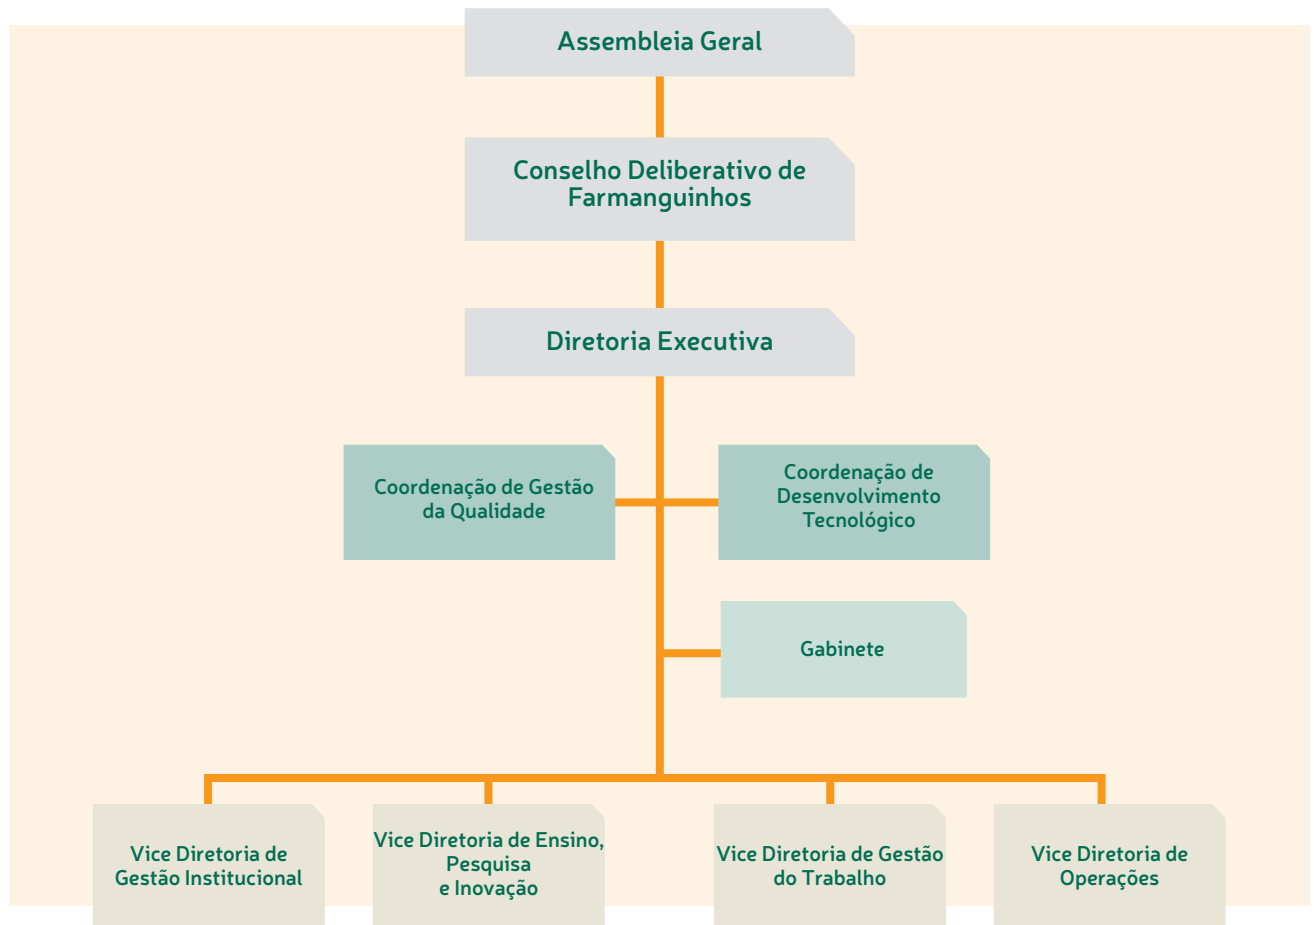 Assembleia Geral
Conselho Deliberativo de
Farmanguinhos
Diretoria Executiva
Coordenação de Gestão
da Qualidade
Coordenação de
Desenvolvimento
Tecnológico
Gabinete
Vice Diretoria de
Gestão Institucional
Vice Diretoria de Ensino,
Pesquisa
e Inovação
Vice Diretoria de Gestão
do Trabalho
Vice Diretoria de
Operações